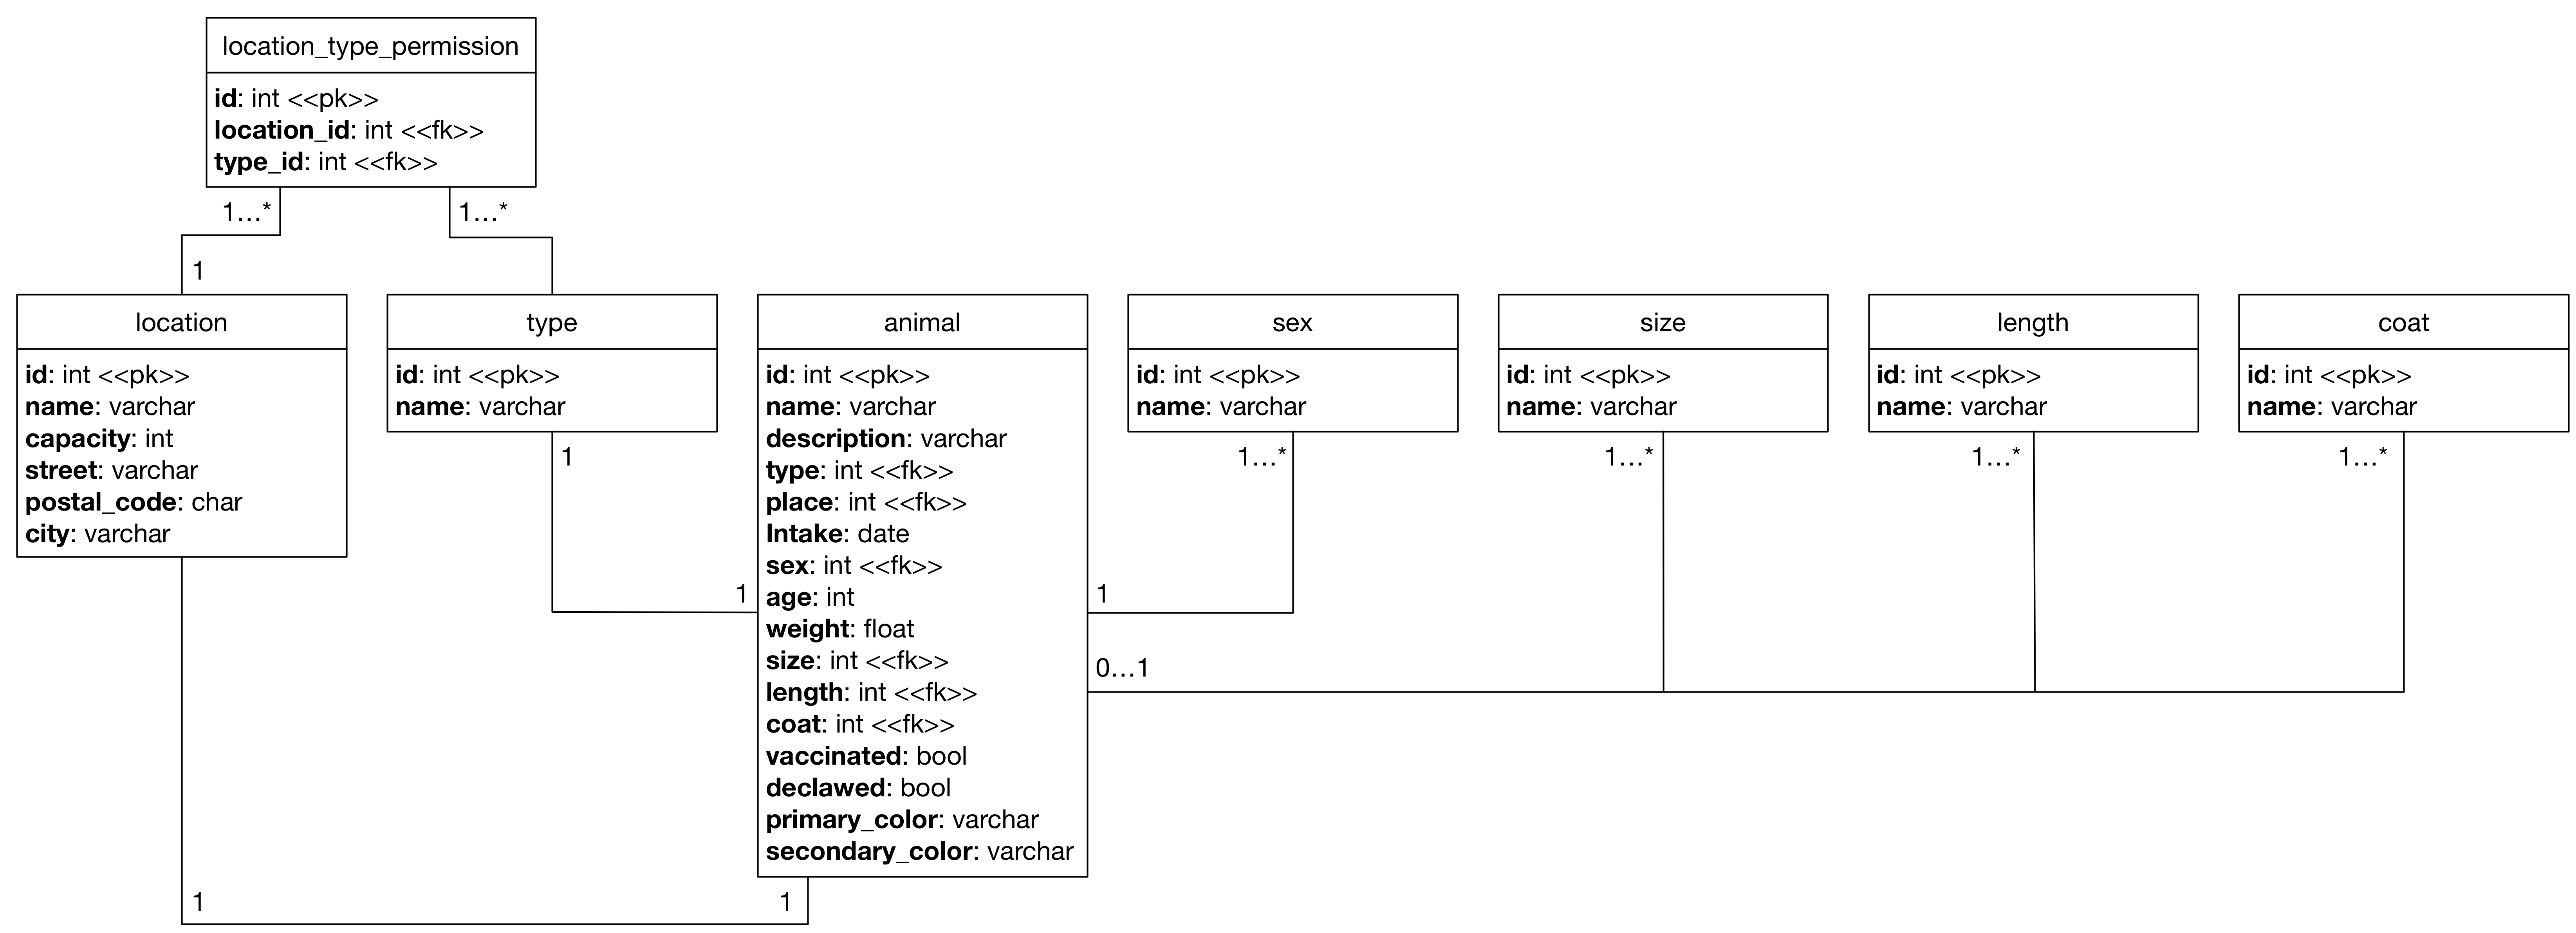 location_type_permission
id: int <<pk>>
location_id: int <<fk>>
type_id: int <<fk>>
1...*
1...*
1
location
id: int <<pk>>
name: varchar
capacity: int
street: varchar
postal_code: char
city: varchar
type
id: int <<pk>>
name: varchar
animal
id: int <<pk>>
name: varchar
description: varchar
type: int <<fk>>
place: int <<fk>>
Intake: date
sex: int <<fk>>
age: int
weight: float
size: int <<fk>>
length: int <<fk>>
coat: int <<fk>>
vaccinated: bool
declawed: bool
primary_color: varchar
secondary_color: varchar
sex
id: int <<pk>>
name: varchar
size
id: int <<pk>>
name: varchar
length
id: int <<pk>>
name: varchar
coat
id: int <<pk>>
name: varchar
1
1...*
1...*
1...*
1...*
1
1
0...1
1
1